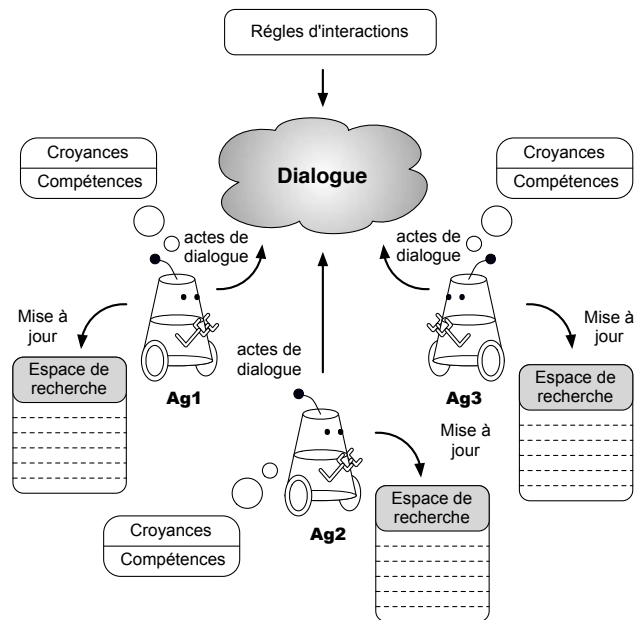 Régles d'interactions
Dialogue
Croyances
Compétences
Croyances
Compétences
actes de
dialogue
actes de
dialogue
Mise à
jour
Espace de
recherche
Ag1
Mise à
jour
Espace de
recherche
Ag3
actes de
dialogue
Mise à
jour
Espace de
recherche
Ag2
Croyances
Compétences